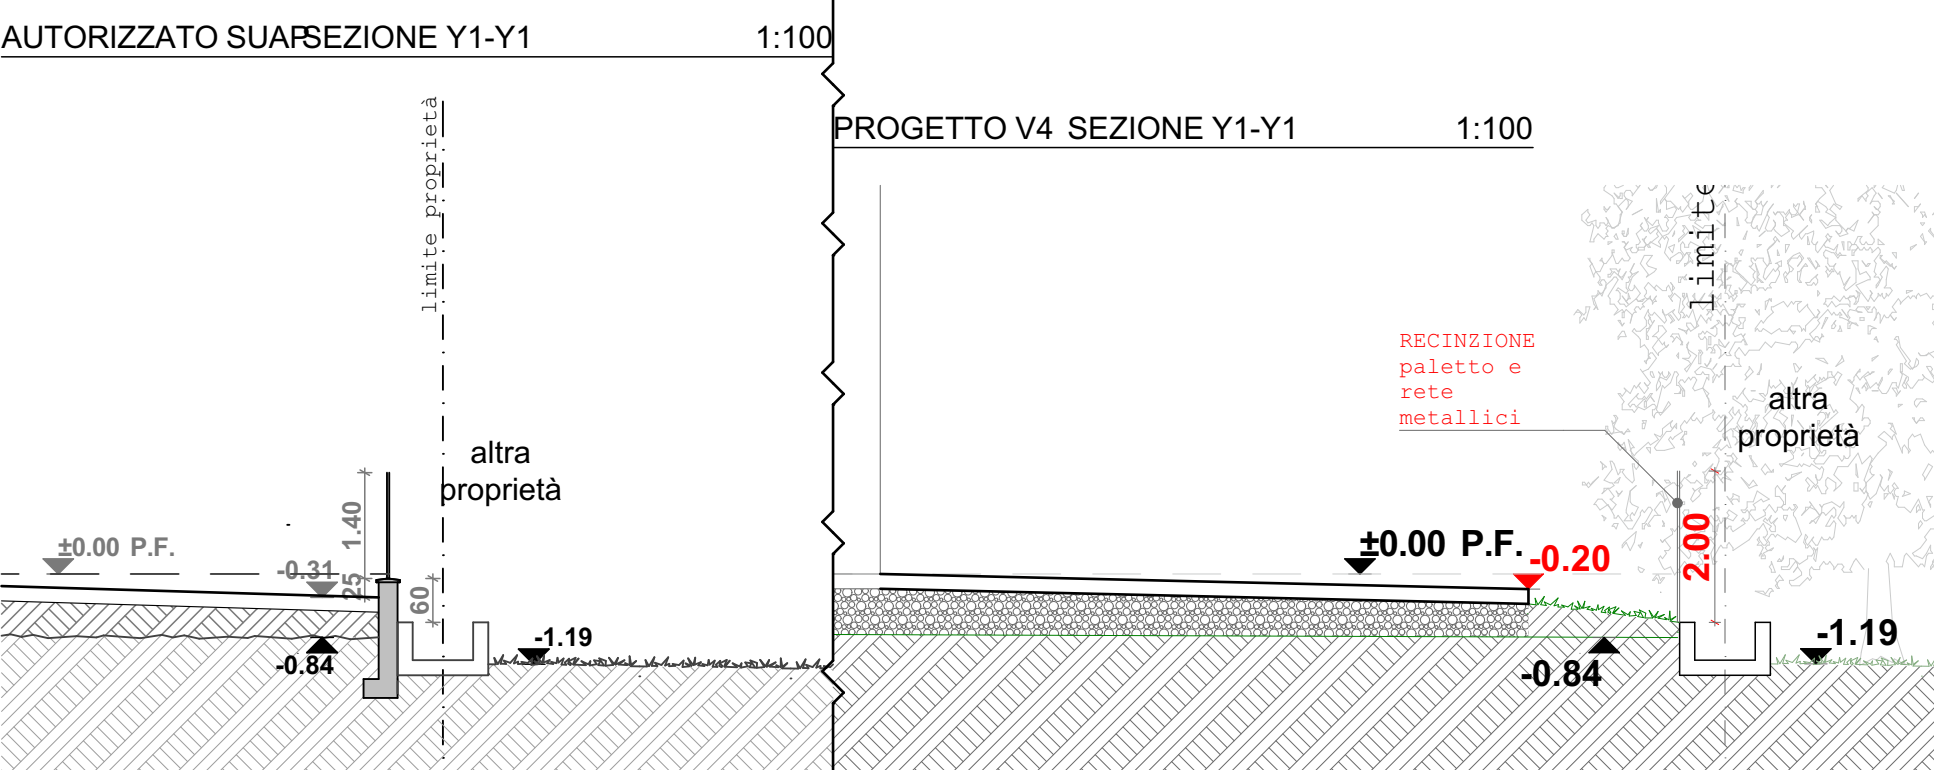 AUTORIZZATO SUAP SEZIONE Y1-Y1 1:100
limite proprietà
altra
proprietà
1.40
±0.00 P.F.
-0.31
25
60
-1.19
-0.84
PROGETTO V4 SEZIONE Y1-Y1 1:100
limite
RECINZIONE
paletto e
rete
metallici
altra
proprietà
±0.00 P.F.
-0.20
2.00
-1.19
-0.84